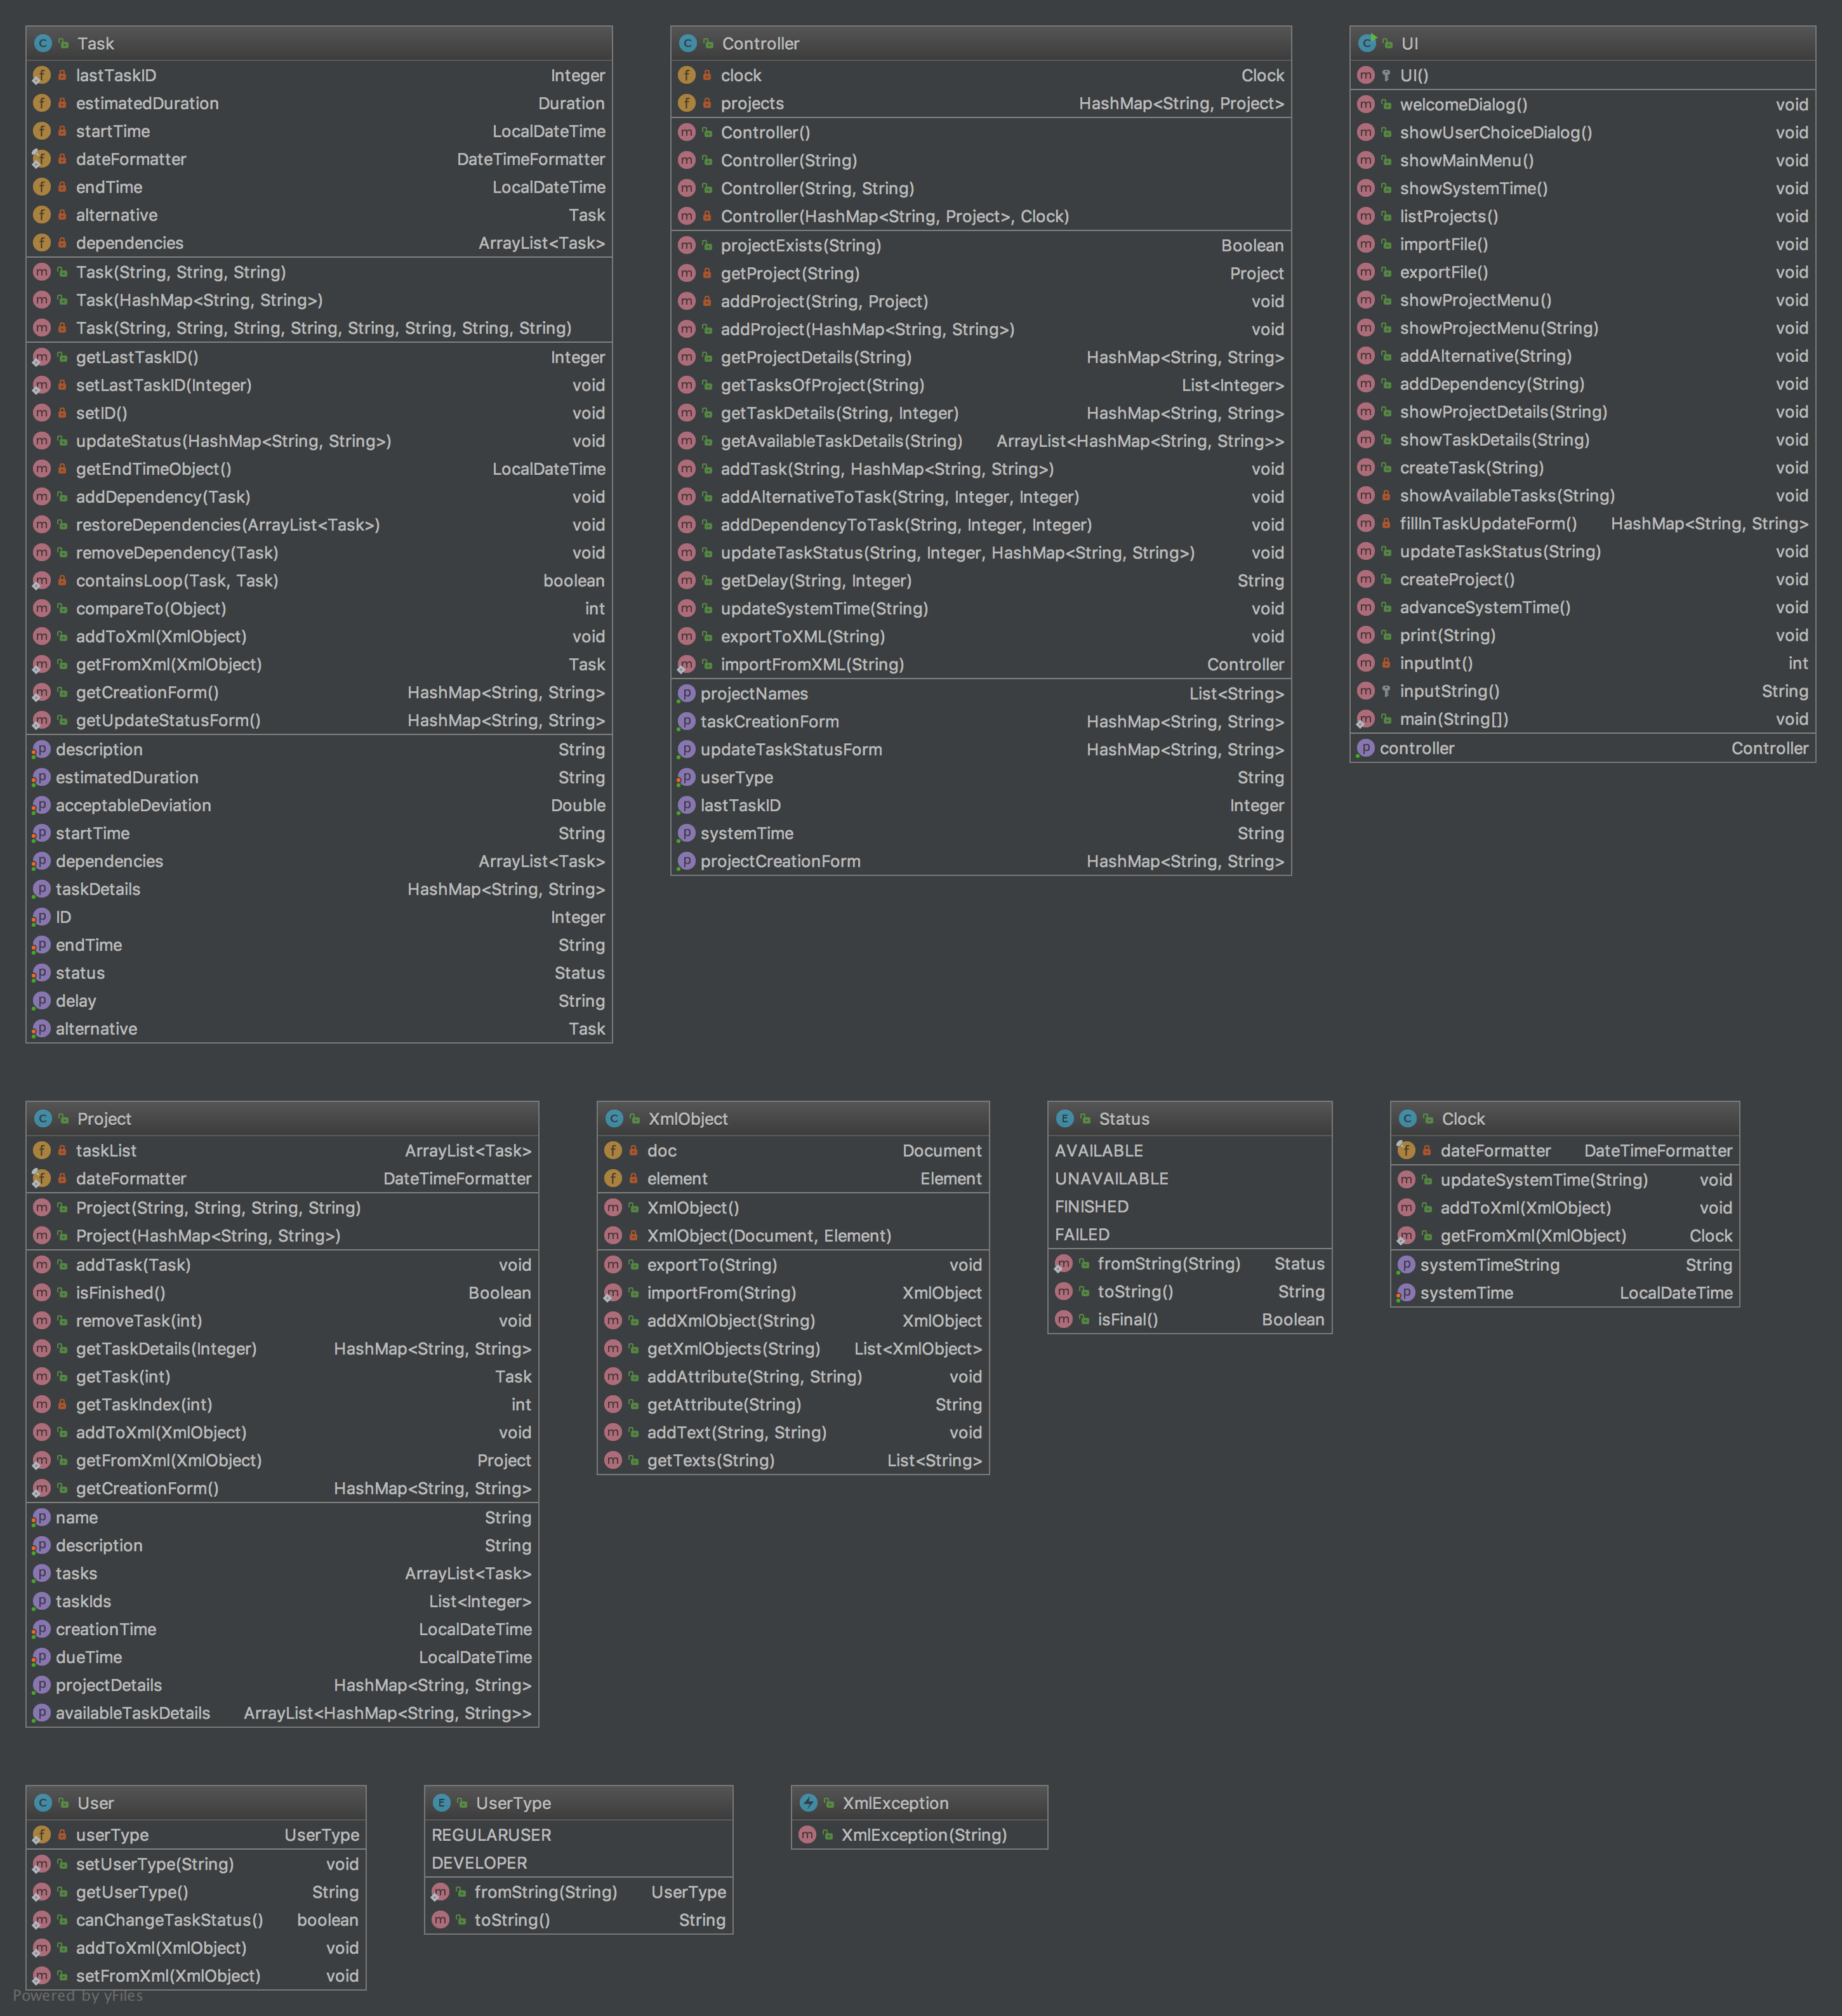 Task
lastTaskID Integer
estimatedDuration Duration
startTime LocalDateTime
dateFormatter DateTimeFormatter
endTime LocalDateTime
alternative Task
dependencies ArrayList<Task>
Task(String, String, String)
Task(HashMap<String, String>)
Task(String, String, String, String, String, String, String, String)
getLastTaskID() Integer
setLastTaskID(Integer) void
setID() void
updateStatus(HashMap<String, String>) void
getEndTimeObject() LocalDateTime
addDependency(Task) void
restoreDependencies(ArrayList<Task>) void
removeDependency(Task) void
containsLoop(Task, Task) boolean
compareTo(Object) int
addToXml(XmlObject) void
getFromXml(XmlObject) Task
getCreationForm() HashMap<String, String>
getUpdateStatusForm() HashMap<String, String>
description String
estimatedDuration String
acceptableDeviation Double
startTime String
dependencies ArrayList<Task>
taskDetails HashMap<String, String>
ID Integer
endTime String
status Status
delay String
alternative Task
Controller
clock Clock
projects HashMap<String, Project>
Controller()
Controller(String)
Controller(String, String)
Controller(HashMap<String, Project>, Clock)
projectExists(String) Boolean
getProject(String) Project
addProject(String, Project) void
addProject(HashMap<String, String>) void
getProjectDetails(String) HashMap<String, String>
getTasksOfProject(String) List<Integer>
getTaskDetails(String, Integer) HashMap<String, String>
getAvailableTaskDetails(String) ArrayList<HashMap<String, String>>
addTask(String, HashMap<String, String>) void
addAlternativeToTask(String, Integer, Integer) void
addDependencyToTask(String, Integer, Integer) void
updateTaskStatus(String, Integer, HashMap<String, String>) void
getDelay(String, Integer) String
updateSystemTime(String) void
exportToXML(String) void
importFromXML(String) Controller
projectNames List<String>
taskCreationForm HashMap<String, String>
updateTaskStatusForm HashMap<String, String>
userType String
lastTaskID Integer
systemTime String
projectCreationForm HashMap<String, String>
UI
UI()
welcomeDialog() void
showUserChoiceDialog() void
showMainMenu() void
showSystemTime() void
listProjects() void
importFile() void
exportFile() void
showProjectMenu() void
showProjectMenu(String) void
addAlternative(String) void
addDependency(String) void
showProjectDetails(String) void
showTaskDetails(String) void
createTask(String) void
showAvailableTasks(String) void
fillInTaskUpdateForm() HashMap<String, String>
updateTaskStatus(String) void
createProject() void
advanceSystemTime() void
print(String) void
inputInt() int
inputString() String
main(String[]) void
controller Controller
Project
taskList ArrayList<Task>
dateFormatter DateTimeFormatter
Project(String, String, String, String)
Project(HashMap<String, String>)
addTask(Task) void
isFinished() Boolean
removeTask(int) void
getTaskDetails(Integer) HashMap<String, String>
getTask(int) Task
getTaskIndex(int) int
addToXml(XmlObject) void
getFromXml(XmlObject) Project
getCreationForm() HashMap<String, String>
name String
description String
tasks ArrayList<Task>
taskIds List<Integer>
creationTime LocalDateTime
dueTime LocalDateTime
projectDetails HashMap<String, String>
availableTaskDetails ArrayList<HashMap<String, String>>
XmlObject
doc Document
element Element
XmlObject()
XmlObject(Document, Element)
exportTo(String) void
importFrom(String) XmlObject
addXmlObject(String) XmlObject
getXmlObjects(String) List<XmlObject>
addAttribute(String, String) void
getAttribute(String) String
addText(String, String) void
getTexts(String) List<String>
Status
AVAILABLE
UNAVAILABLE
FINISHED
FAILED
fromString(String) Status
toString() String
isFinal() Boolean
Clock
dateFormatter DateTimeFormatter
updateSystemTime(String) void
addToXml(XmlObject) void
getFromXml(XmlObject) Clock
systemTimeString String
systemTime LocalDateTime
User
userType UserType
setUserType(String) void
getUserType() String
canChangeTaskStatus() boolean
addToXml(XmlObject) void
setFromXml(XmlObject) void
UserType
REGULARUSER
DEVELOPER
fromString(String) UserType
toString() String
XmlException
XmlException(String)
Powered by yFiles